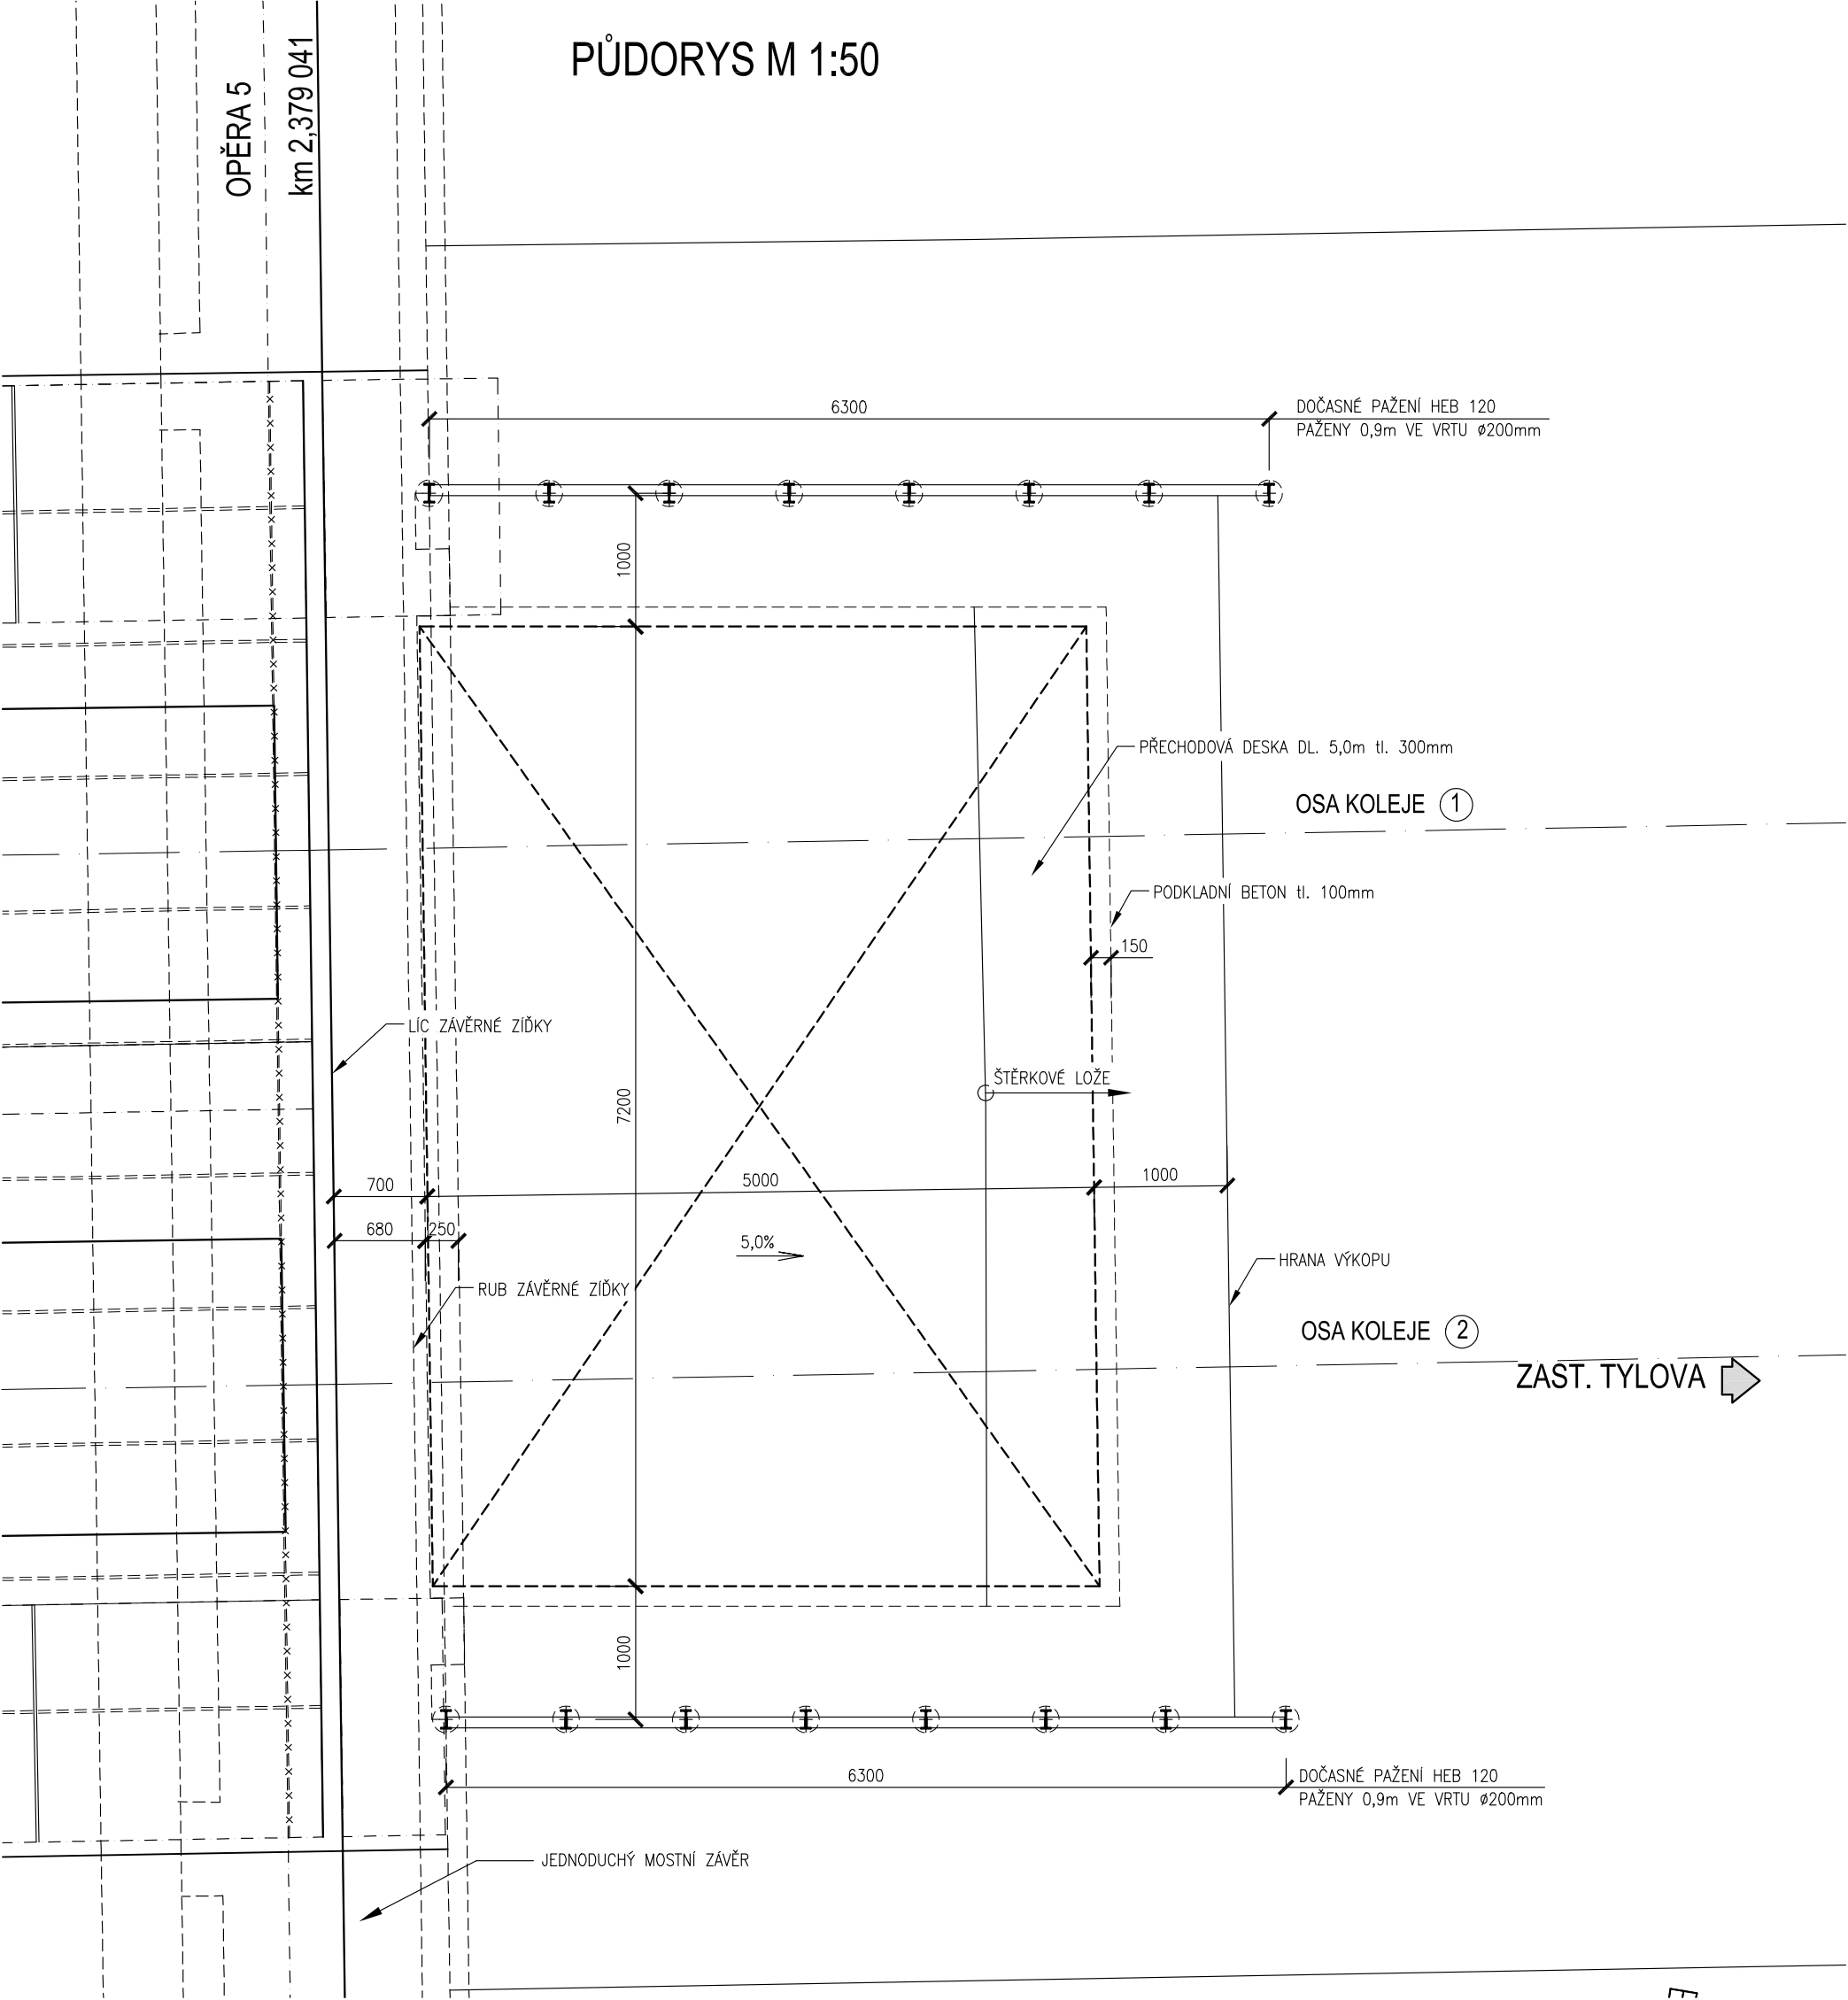 PŮDORYS M 1:50
OPĚRA 5
km 2,379 041
6300
DOČASNÉ PAŽENÍ HEB 120
PAŽENY 0,9m VE VRTU ø200mm
1000
PŘECHODOVÁ DESKA DL. 5,0m tl. 300mm
OSA KOLEJE 1
PODKLADNÍ BETON tl. 100mm
150
LÍC ZÁVĚRNÉ ZÍĎKY
ŠTĚRKOVÉ LOŽE
7200
700
5000
1000
680
250
5,0%
HRANA VÝKOPU
RUB ZÁVĚRNÉ ZÍĎKY
OSA KOLEJE 2
ZAST. TYLOVA
1000
6300
DOČASNÉ PAŽENÍ HEB 120
PAŽENY 0,9m VE VRTU ø200mm
JEDNODUCHÝ MOSTNÍ ZÁVĚR